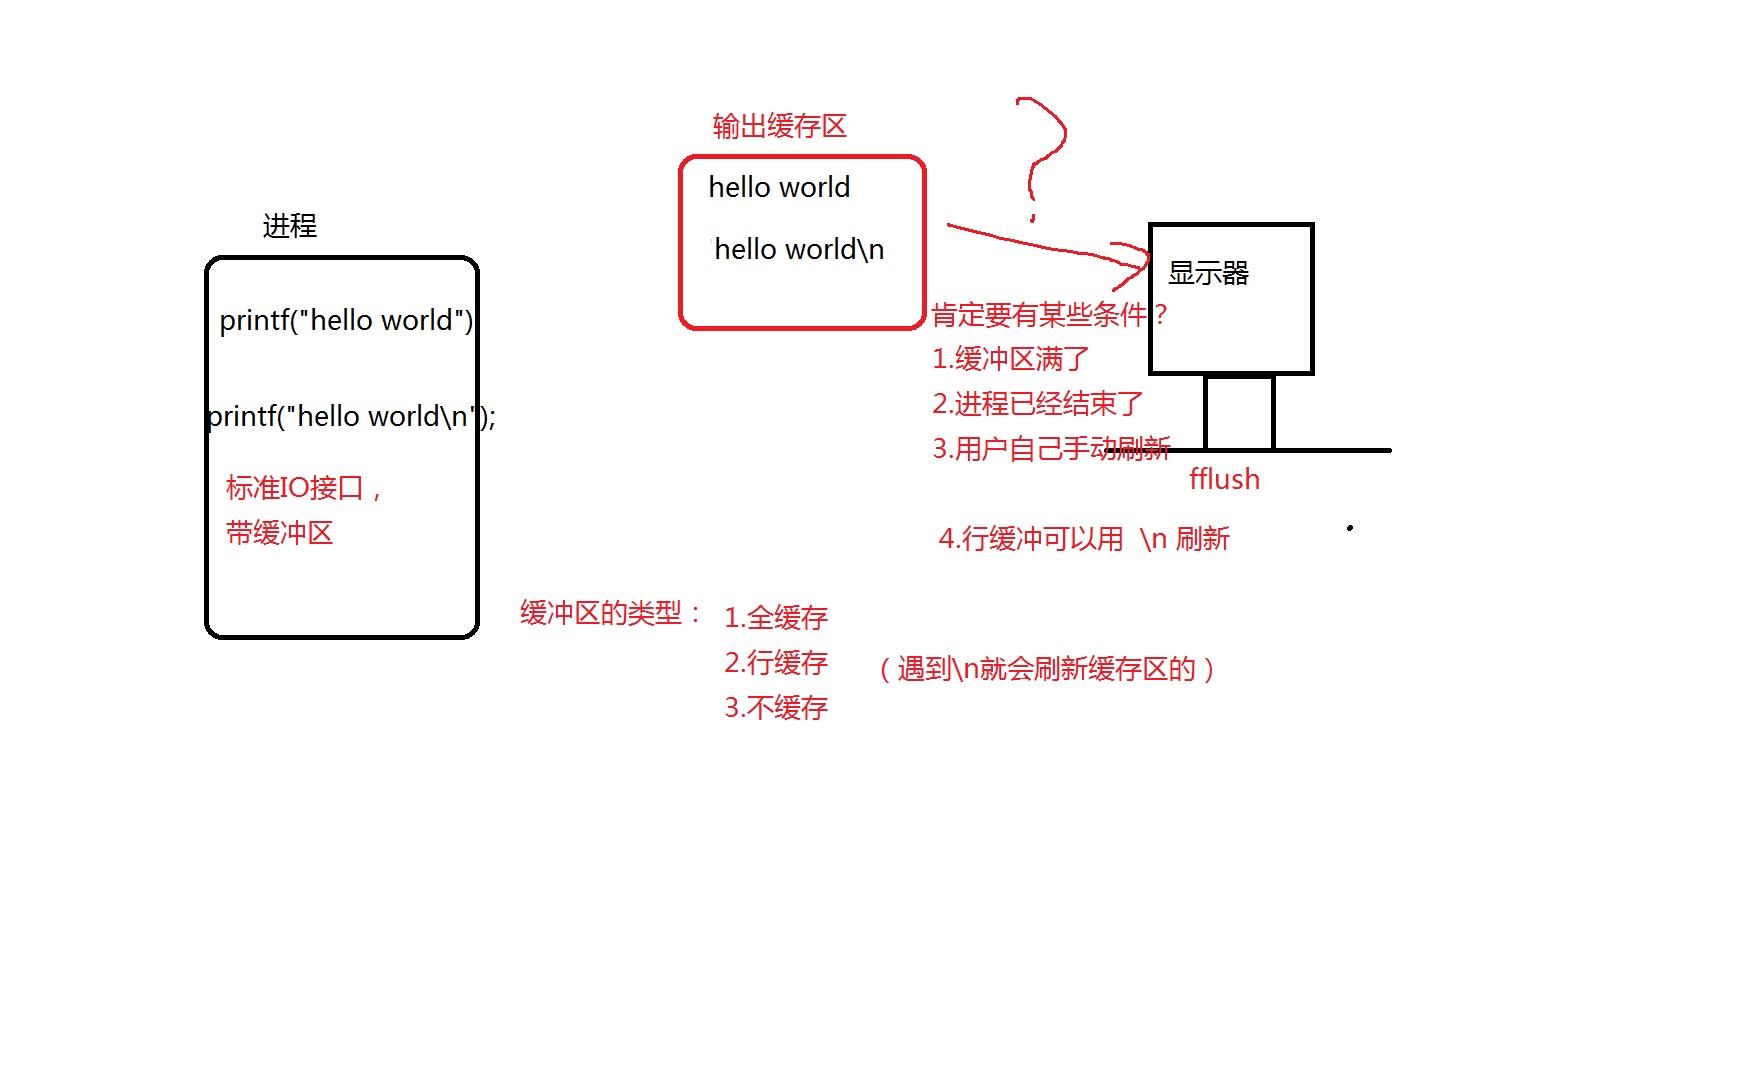 输出缓存区
hello world
'hello world\n
进程
printf("hello world")
printf("hello world\n");
标准IO接口，
带缓冲区
显示器
肯定要有某些条件？
1.缓冲区满了
2.进程已经结束了
3.用户自己手动刷新
fflush
4.行缓冲可以用 \n 刷新
缓冲区的类型：
1.全缓存
2.行缓存 （遇到\n就会刷新缓存区的）
3.不缓存